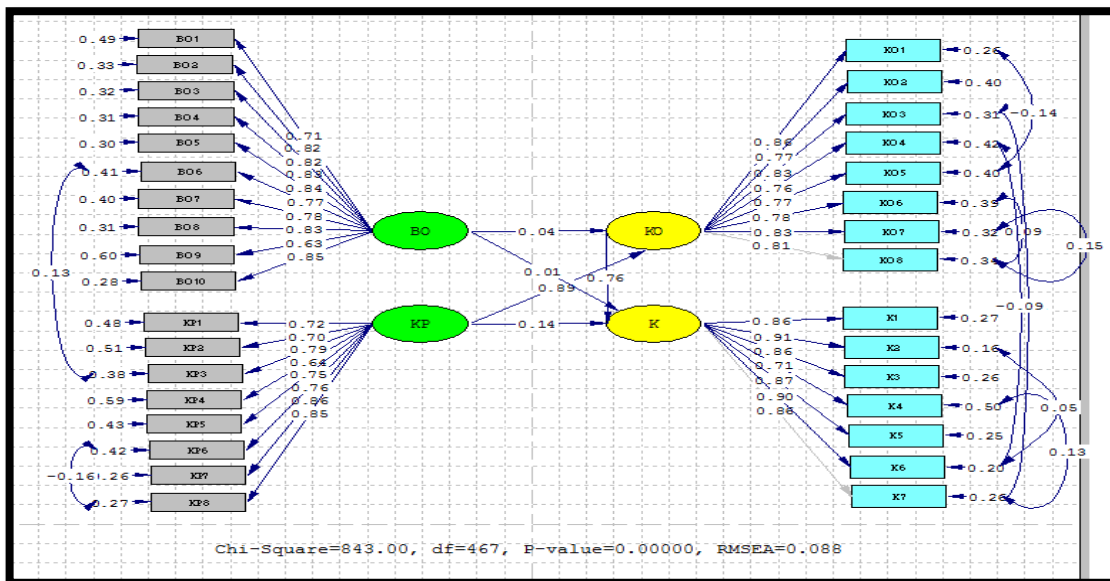 0.49 BO1
0.33 BO2
0.32 BO3
0.31 BO4
0.30 BO5
0.41 BO6
0.40 BO7
0.31 BO8
0.60 BO9
0.28 BO10
0.13
0.48 KP1
0.51 KP2
0.38 KP3
0.59 KP4
0.43 KP5
0.42 KP6
-0.16 .26 KP7
0.27 KP8
0.71
0.82
0.82
0.83
0.84
0.77
0.78
0.83
0.63
0.85
0.72
0.70
0.79
0.64
0.75
0.76
0.86
0.85
BO
KP
0.04
0.01
0.89
0.76
0.14
KO
K
0.86
0.77
0.83
0.76
0.77
0.78
0.83
0.81
0.86
0.91
0.86
0.71
0.87
0.90
0.86
KO1 0.26
KO2 0.40
KO3 0.31
KO4 0.42
KO5 0.40
KO6 0.39
KO7 0.32
KO8 0.34
K1 0.27
K2 0.16
K3 0.26
K4 0.50
K5 0.25
K6 0.20
K7 0.26
-0.14
0.09
0.15
-0.09
0.05
0.13
Chi-Square=843.00, df=467, P-value=0.00000, RMSEA=0.088